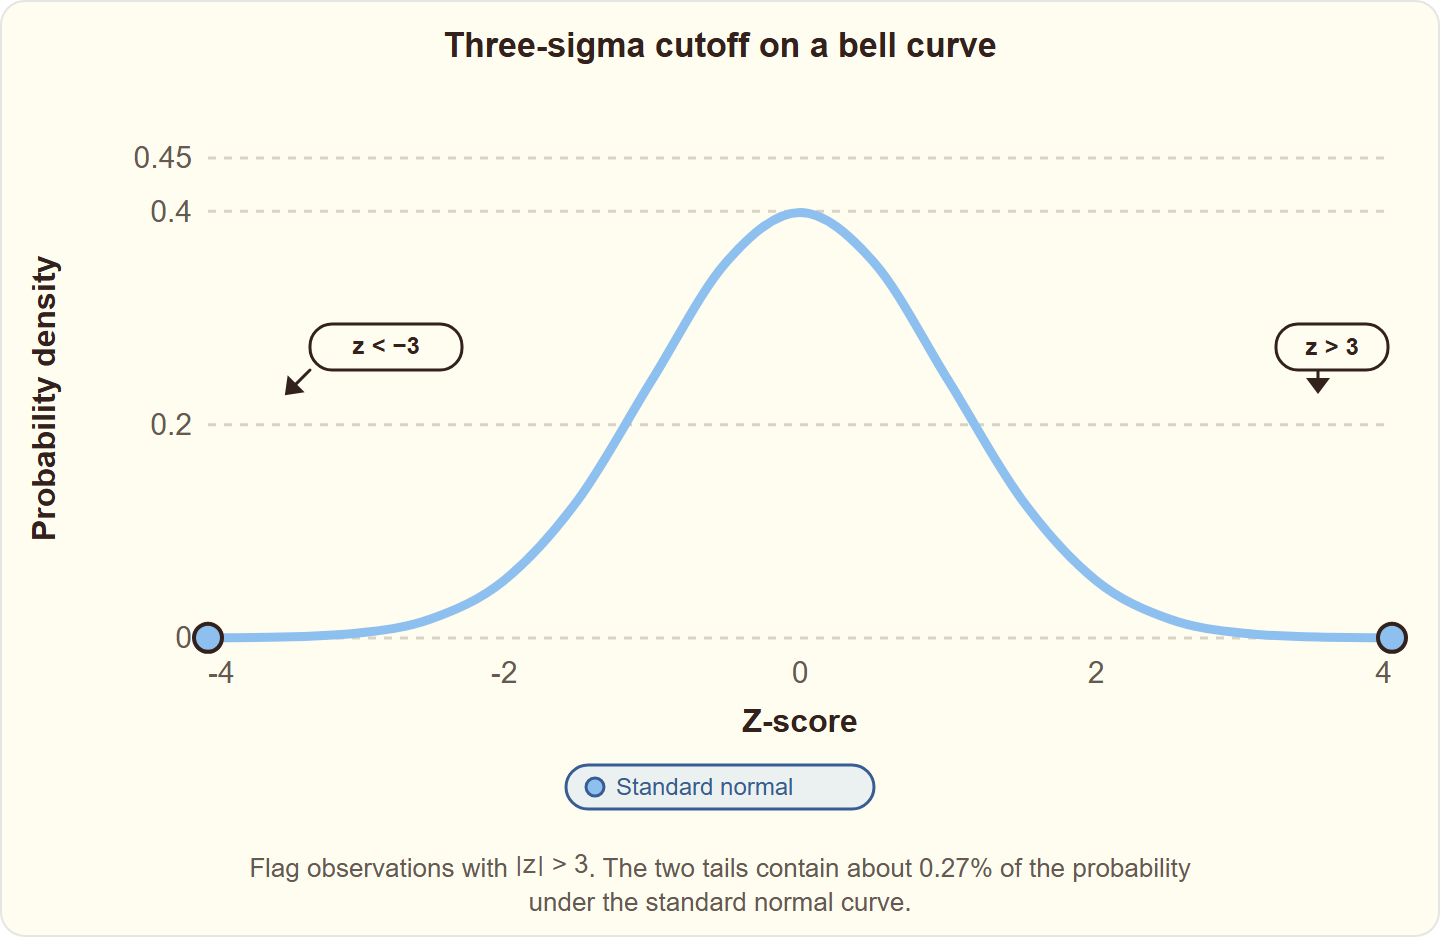 Three-sigma cutoff on a bell curve
0.45
0.4
0.2
0
Probability density
z < −3
z > 3
-4
-2
0
2
4
Z-score
Standard normal
Flag observations with |z| > 3. The two tails contain about 0.27% of the probability
under the standard normal curve.